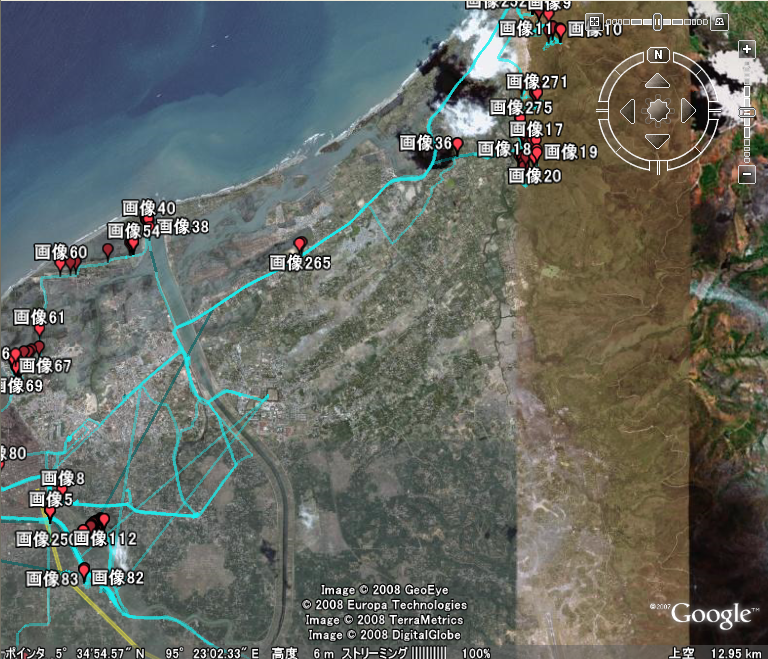 画像252
画像9
画像11
画像10
N
画像271
画像275
画像17
画像36
画像18
画像19
画像20
画像40
画像54
画像38
画像60
画像265
画像61
画像67
画像69
画像8
画像5
画像112
画像83
画像82
Image © 2008 GeoEye
© 2008 Europa Technologies
Image © 2008 TerraMetrics
Image © 2008 DigitalGlobe
©2007 Google™
ポインタ 5° 34'54.57" N 95° 23'02.33" E 高度 6 m ストリーミング 100% 上空 12.95 km